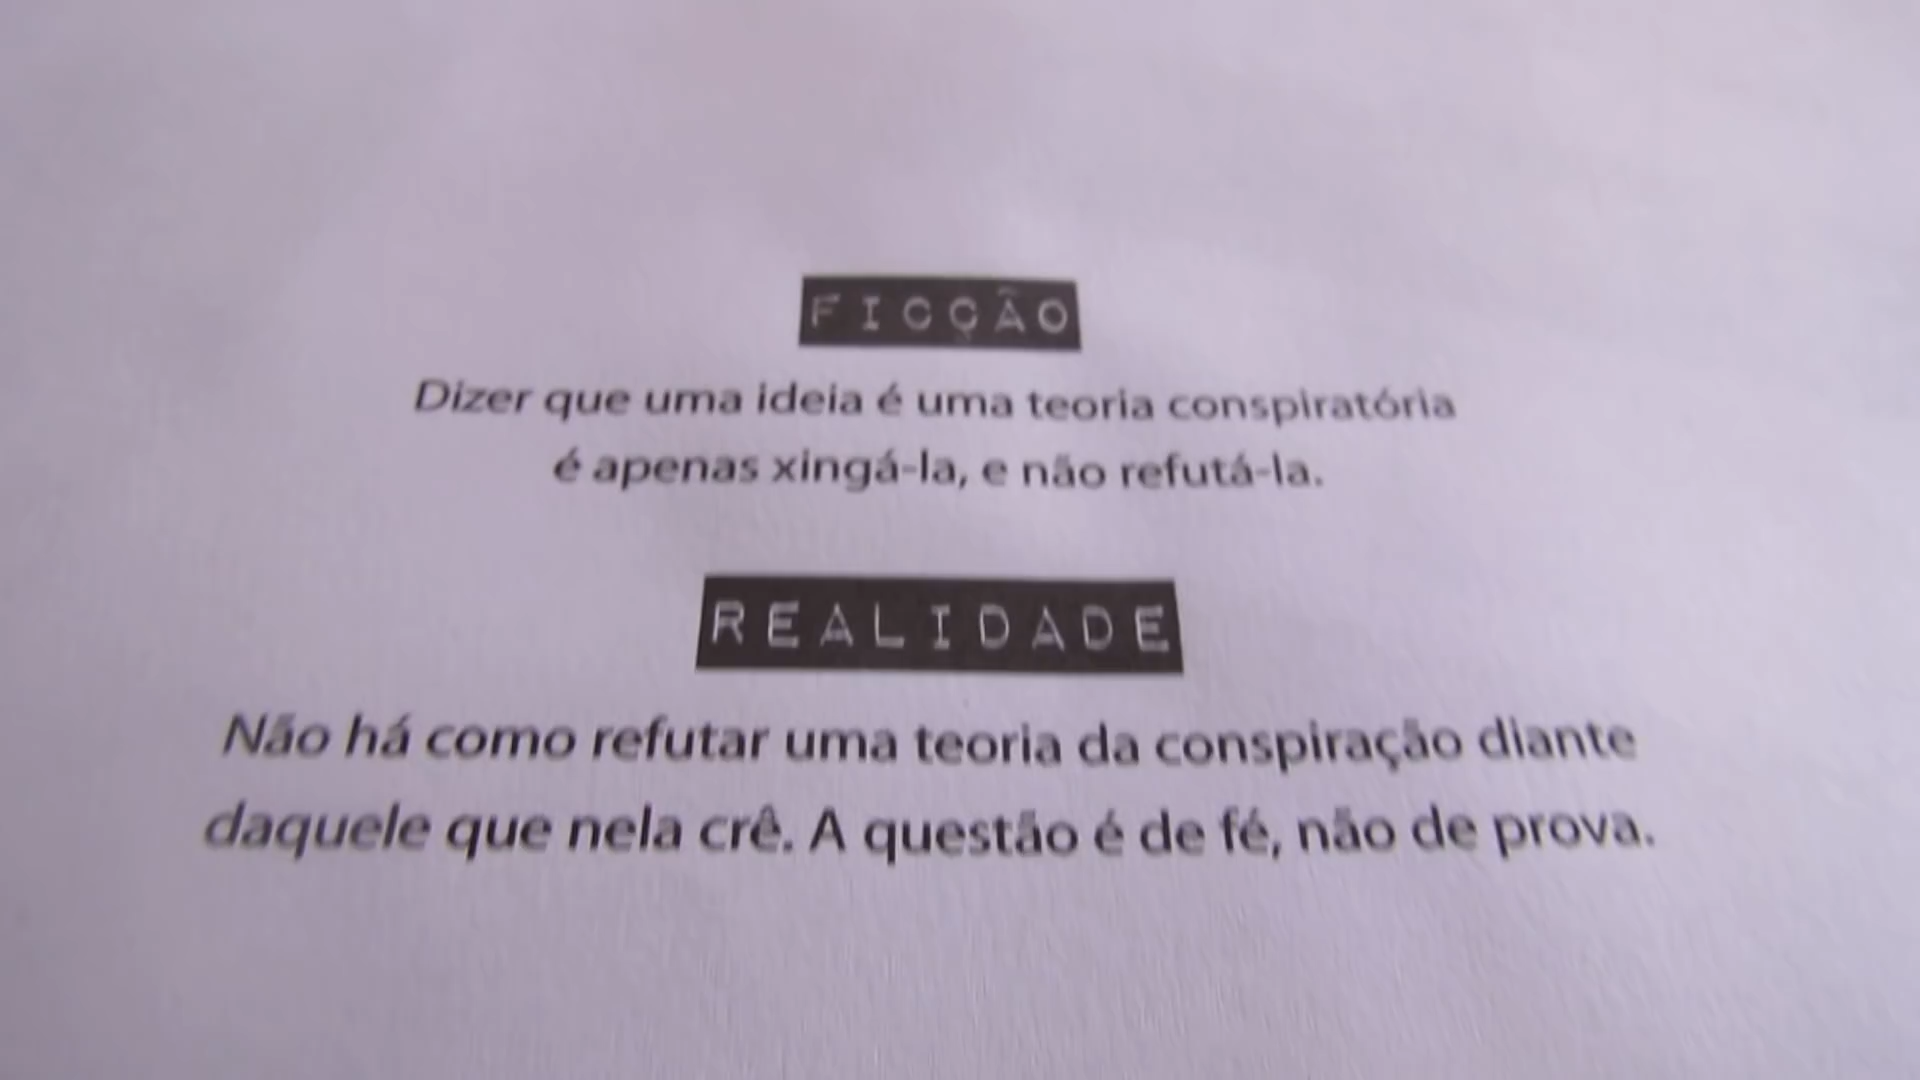 FICÇÃO
Dizer que uma ideia é uma teoria conspiratória
é apenas xingá-la, e não refutá-la.
REALIDADE
Não há como refutar uma teoria da conspiração diante
daquele que nela crê. A questão é de fé, não de prova.